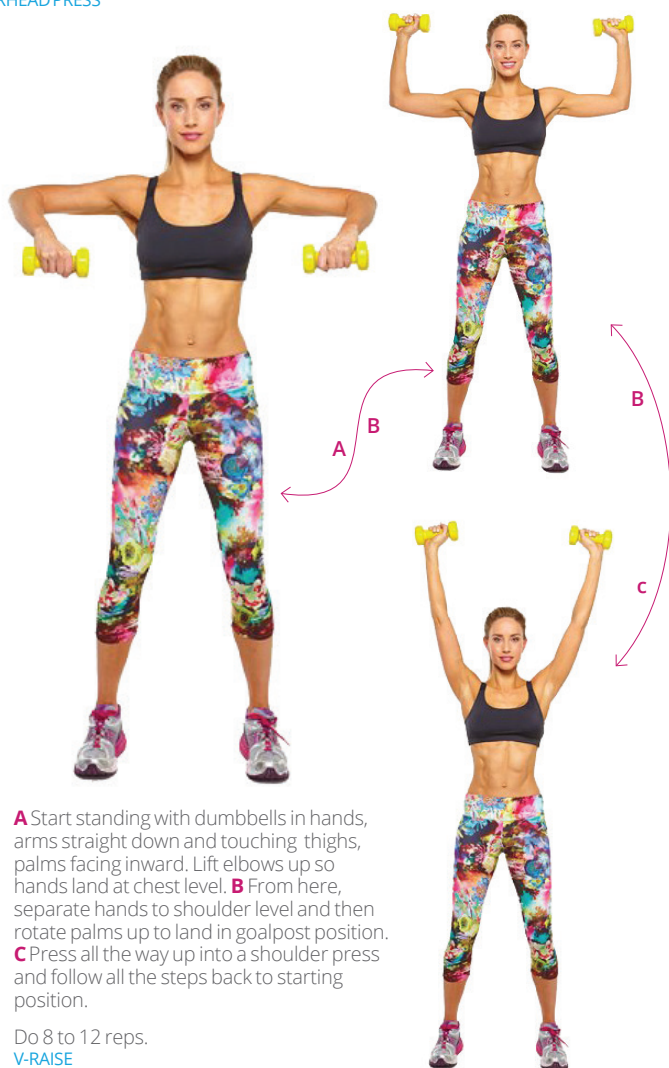 A
B
B
C
A Start standing with dumbbells in hands,
arms straight down and touching thighs,
palms facing inward. Lift elbows up so
hands land at chest level. B From here,
separate hands to shoulder level and then
rotate palms up to land in goalpost position.
C Press all the way up into a shoulder press
and follow all the steps back to starting
position.
Do 8 to 12 reps.
V-RAISE